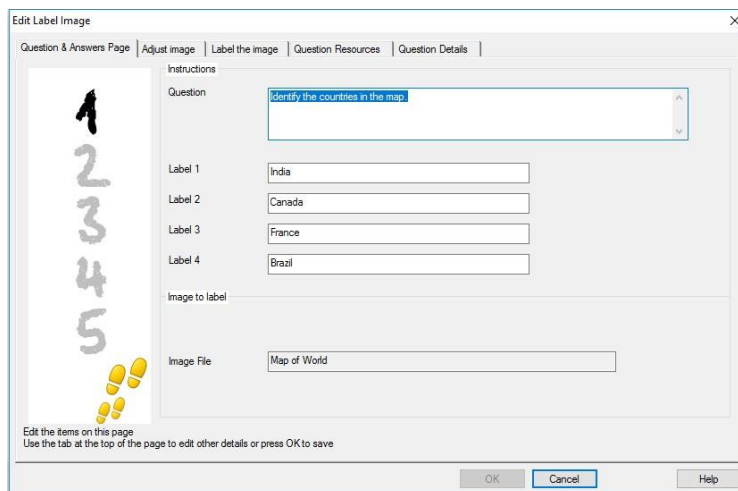 Edit Label Image
Question & Answers Page
Adjust image
Label the image
Question Resources
Question Details
1
2
3
4
5
Instructions
Question
Identify the countries in the map.
Label 1
India
Label 2
Canada
Label 3
France
Label 4
Brazil
Image to label
Image File
Map of World
Edit the items on this page
Use the tab at the top of the page to edit other details or press OK to save
OK
Cancel
Help